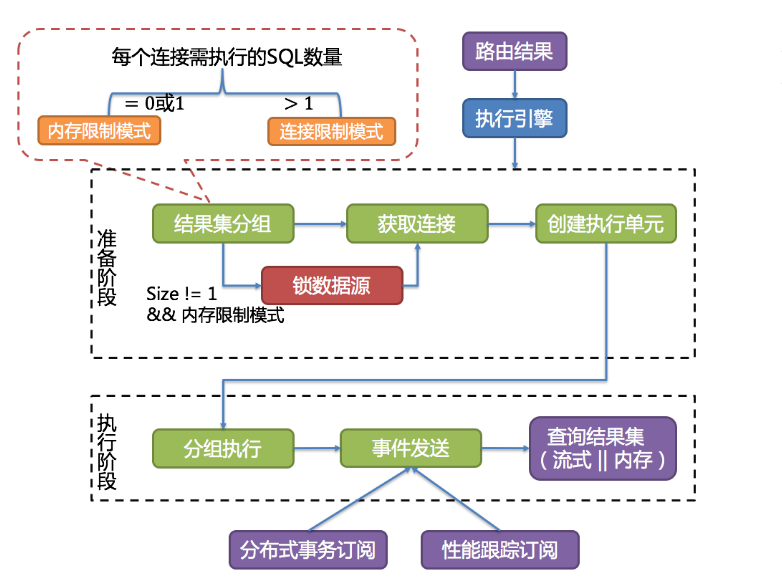 每个连接需执行的SQL数量
= 0或1
> 1
内存限制模式
连接限制模式
路由结果
执行引擎
准备阶段
结果集分组
获取连接
创建执行单元
锁数据源
Size != 1
&& 内存限制模式
执行阶段
分组执行
事件发送
查询结果集
（流式 || 内存）
分布式事务订阅
性能跟踪订阅